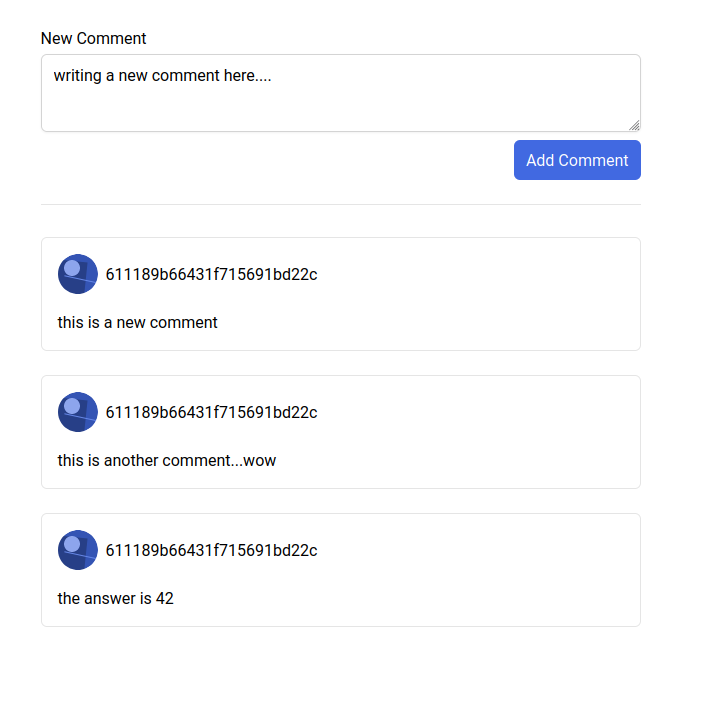 New Comment
writing a new comment here....
Add Comment
611189b66431f715691bd22c
this is a new comment
611189b66431f715691bd22c
this is another comment...wow
611189b66431f715691bd22c
the answer is 42